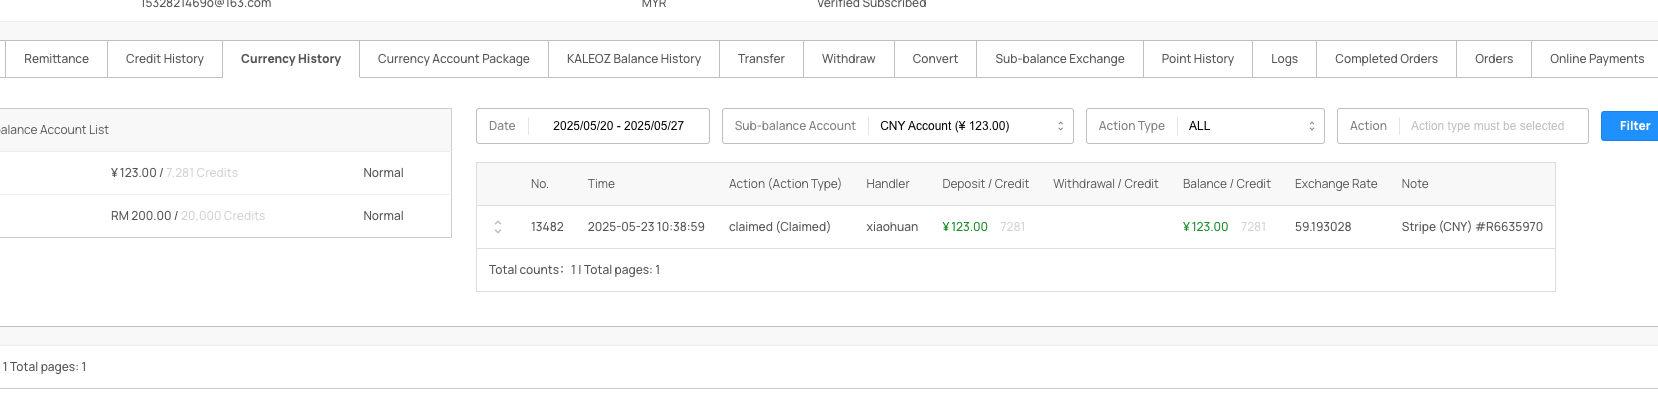 1532821469o@163.com MYR Verified Subscribed
Remittance Credit History Currency History Currency Account Package KALEOZ Balance History Transfer Withdraw Convert Sub-balance Exchange Point History Logs Completed Orders Orders Online Payments
alance Account List
¥123.00 / 7,281 Credits Normal
RM 200.00 / 20,000 Credits Normal
Date 2025/05/20 - 2025/05/27 Sub-balance Account CNY Account (¥ 123.00) Action Type ALL Action Action type must be selected Filter
No. Time Action (Action Type) Handler Deposit / Credit Withdrawal / Credit Balance / Credit Exchange Rate Note
13482 2025-05-23 10:38:59 claimed (Claimed) xiaohuan ¥123.00 7281 ¥123.00 7281 59.193028 Stripe (CNY) #R6635970
Total counts： 1 | Total pages: 1
1 Total pages: 1